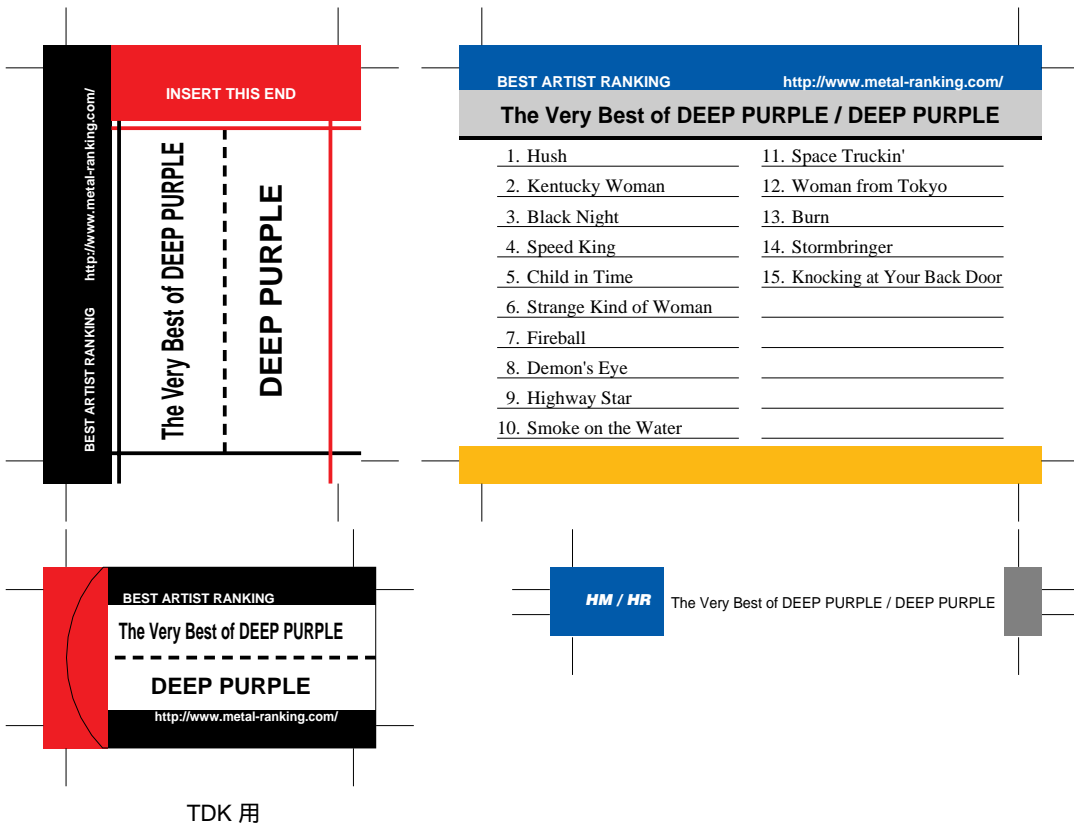 INSERT THIS END
BEST ARTIST RANKING http://www.metal-ranking.com/
The Very Best of DEEP PURPLE
DEEP PURPLE
BEST ARTIST RANKING http://www.metal-ranking.com/
The Very Best of DEEP PURPLE / DEEP PURPLE
1. Hush
2. Kentucky Woman
3. Black Night
4. Speed King
5. Child in Time
6. Strange Kind of Woman
7. Fireball
8. Demon's Eye
9. Highway Star
10. Smoke on the Water
11. Space Truckin'
12. Woman from Tokyo
13. Burn
14. Stormbringer
15. Knocking at Your Back Door
BEST ARTIST RANKING
The Very Best of DEEP PURPLE
DEEP PURPLE
http://www.metal-ranking.com/
HM / HR The Very Best of DEEP PURPLE / DEEP PURPLE
TDK 用